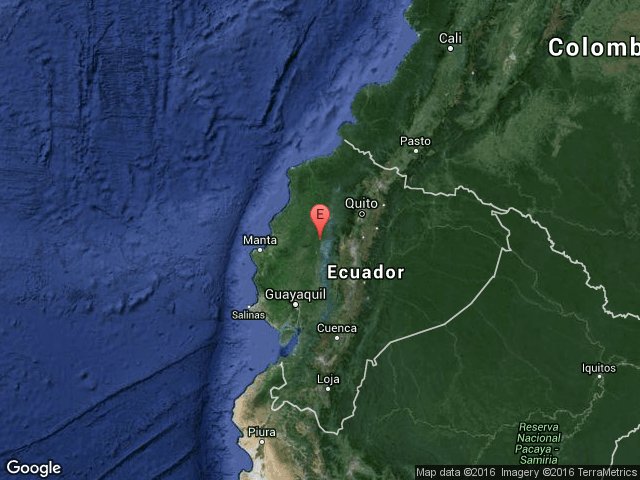 Cali
Colomb
Pasto
E
Quito
Manta
Ecuador
Guayaquil
Salinas
Cuenca
Iquitos
Loja
Piura
Reserva
Nacional
Pacaya -
Samiria
Google
Map data ©2016 Imagery ©2016 TerraMetrics